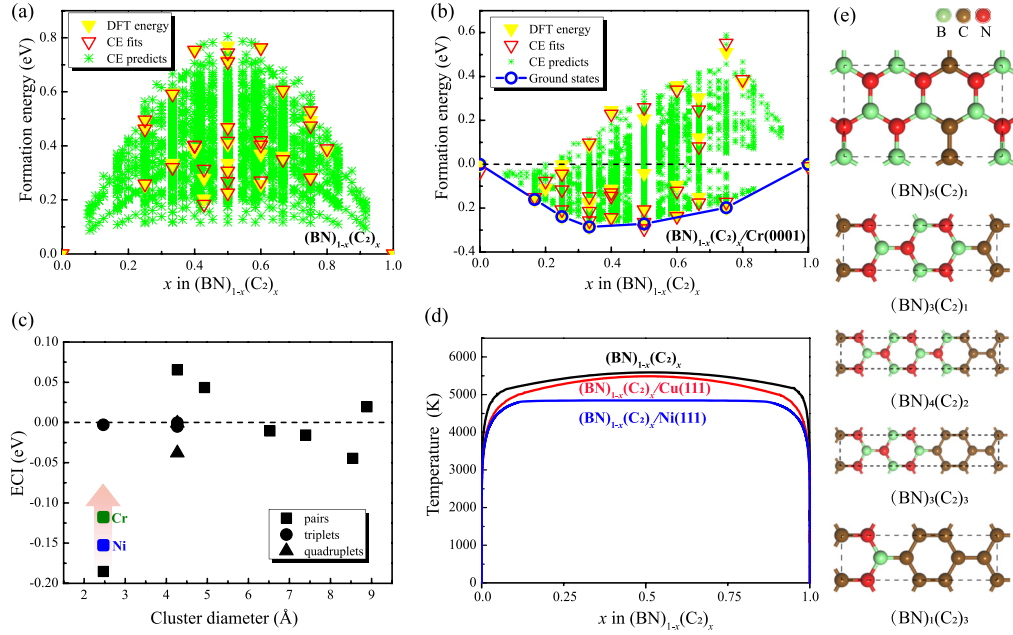 (a)
DFT energy
CE fits
CE predicts
Formation energy (eV)
0.8
0.6
0.4
0.2
0.0
(BN)₁₋ₓ(C₂)ₓ
0.0 0.2 0.4 0.6 0.8 1.0
x in (BN)₁₋ₓ(C₂)ₓ
(b)
DFT energy
CE fits
CE predicts
Ground states
Formation energy (eV)
0.6
0.4
0.2
0.0
-0.2
-0.4
(BN)₁₋ₓ(C₂)ₓ/Cr(0001)
0.0 0.2 0.4 0.6 0.8 1.0
x in (BN)₁₋ₓ(C₂)ₓ
(c)
ECI (eV)
0.10
0.05
0.00
-0.05
-0.10
-0.15
-0.20
Cr
Ni
pairs
triplets
quadruplets
2 3 4 5 6 7 8 9
Cluster diameter (Å)
(d)
Temperature (K)
6000
5000
4000
3000
2000
1000
0
(BN)₁₋ₓ(C₂)ₓ
(BN)₁₋ₓ(C₂)ₓ/Cu(111)
(BN)₁₋ₓ(C₂)ₓ/Ni(111)
0.0 0.2 0.4 0.6 0.8 1.0
x in (BN)₁₋ₓ(C₂)ₓ
(e)
B C N
(BN)₅(C₂)₁
(BN)₃(C₂)₁
(BN)₄(C₂)₂
(BN)₃(C₂)₃
(BN)₁(C₂)₃